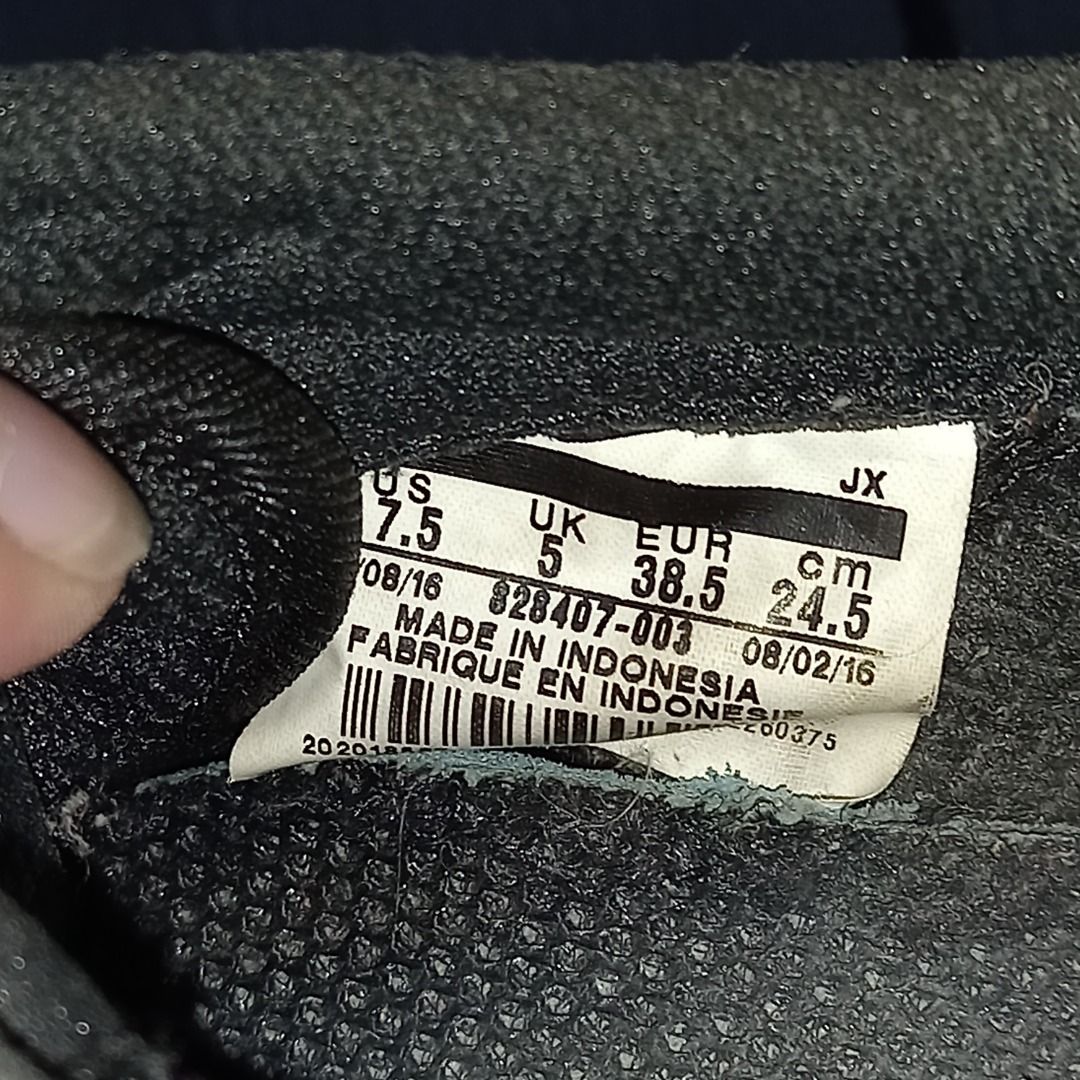 JX
US UK EUR cm
7.5 5 38.5 24.5
/08/16 828407-003 08/02/16
MADE IN INDONESIA
FABRIQUE EN INDONESIE